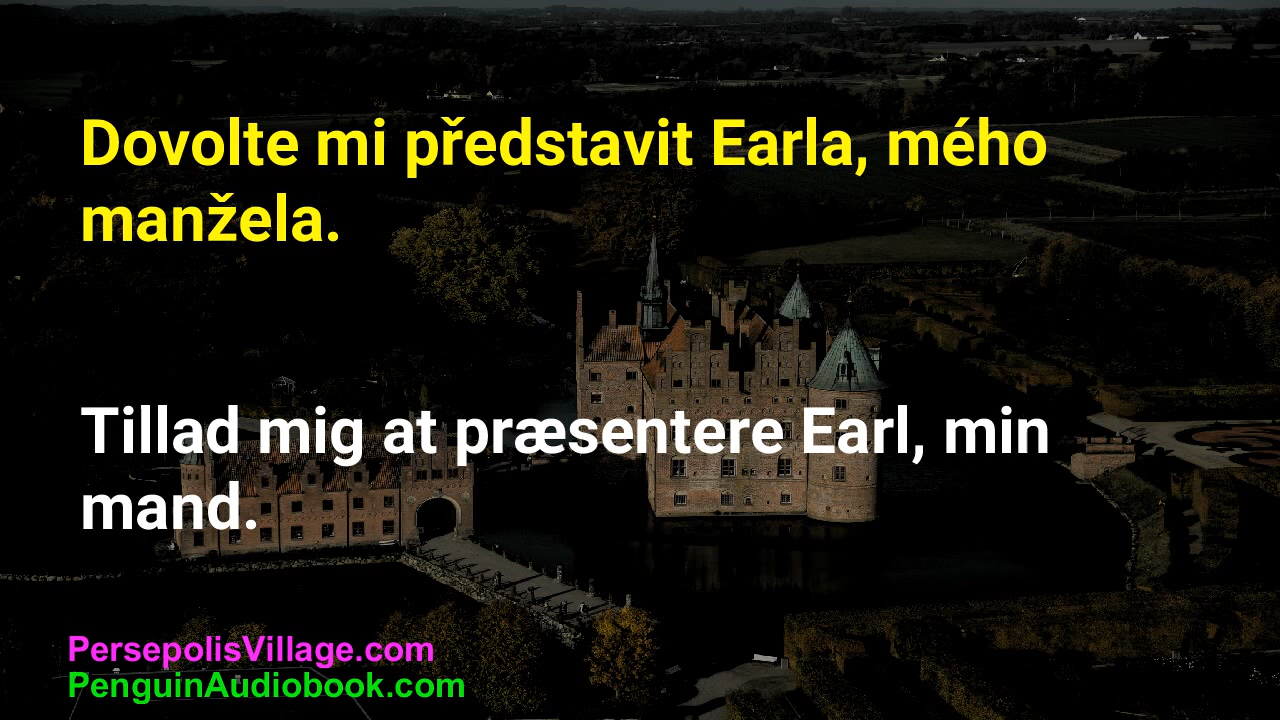 Dovolte mi představit Earla, mého
manžela.
Tillad mig at præsentere Earl, min
mand.
PersepolisVillage.com
PenguinAudiobook.com